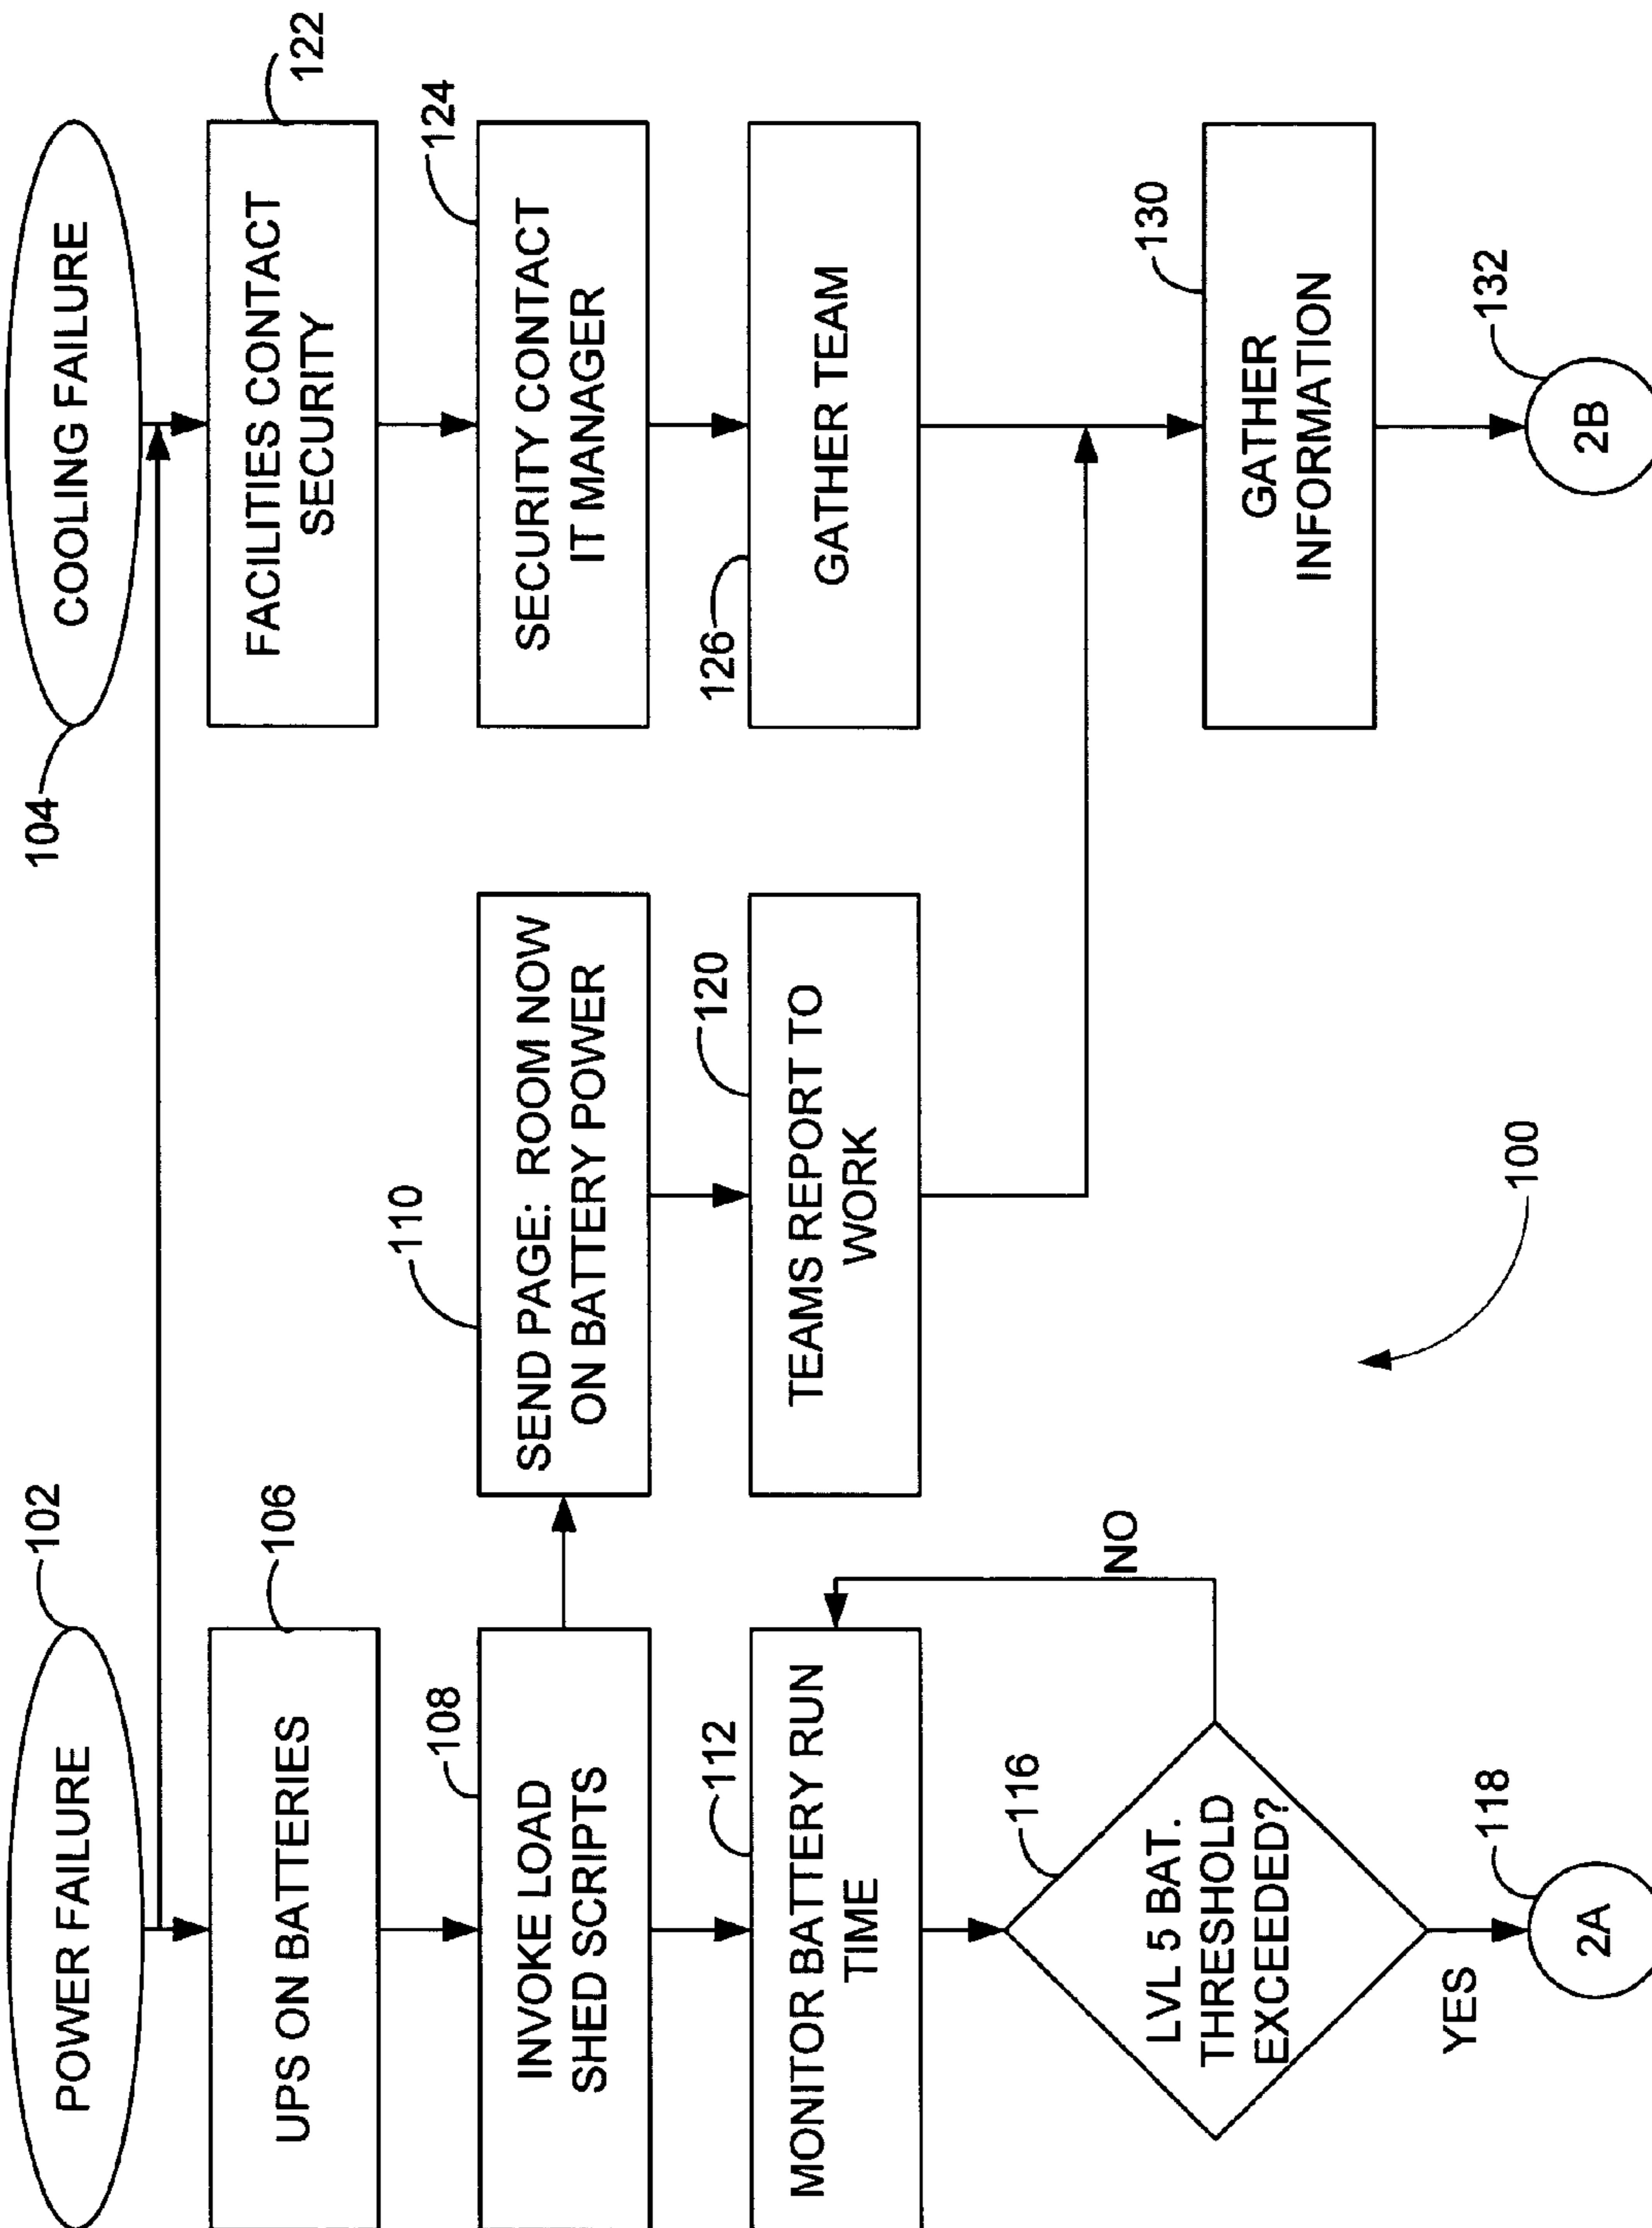 POWER FAILURE
102
COOLING FAILURE
104
UPS ON BATTERIES
106
FACILITIES CONTACT
SECURITY
122
INVOKE LOAD
SHED SCRIPTS
108
SEND PAGE: ROOM NOW
ON BATTERY POWER
110
SECURITY CONTACT
IT MANAGER
124
MONITOR BATTERY RUN
TIME
112
TEAMS REPORT TO
WORK
120
GATHER TEAM
126
LVL 5 BAT.
THRESHOLD
EXCEEDED?
116
NO
YES
GATHER
INFORMATION
130
2A
118
100
2B
132